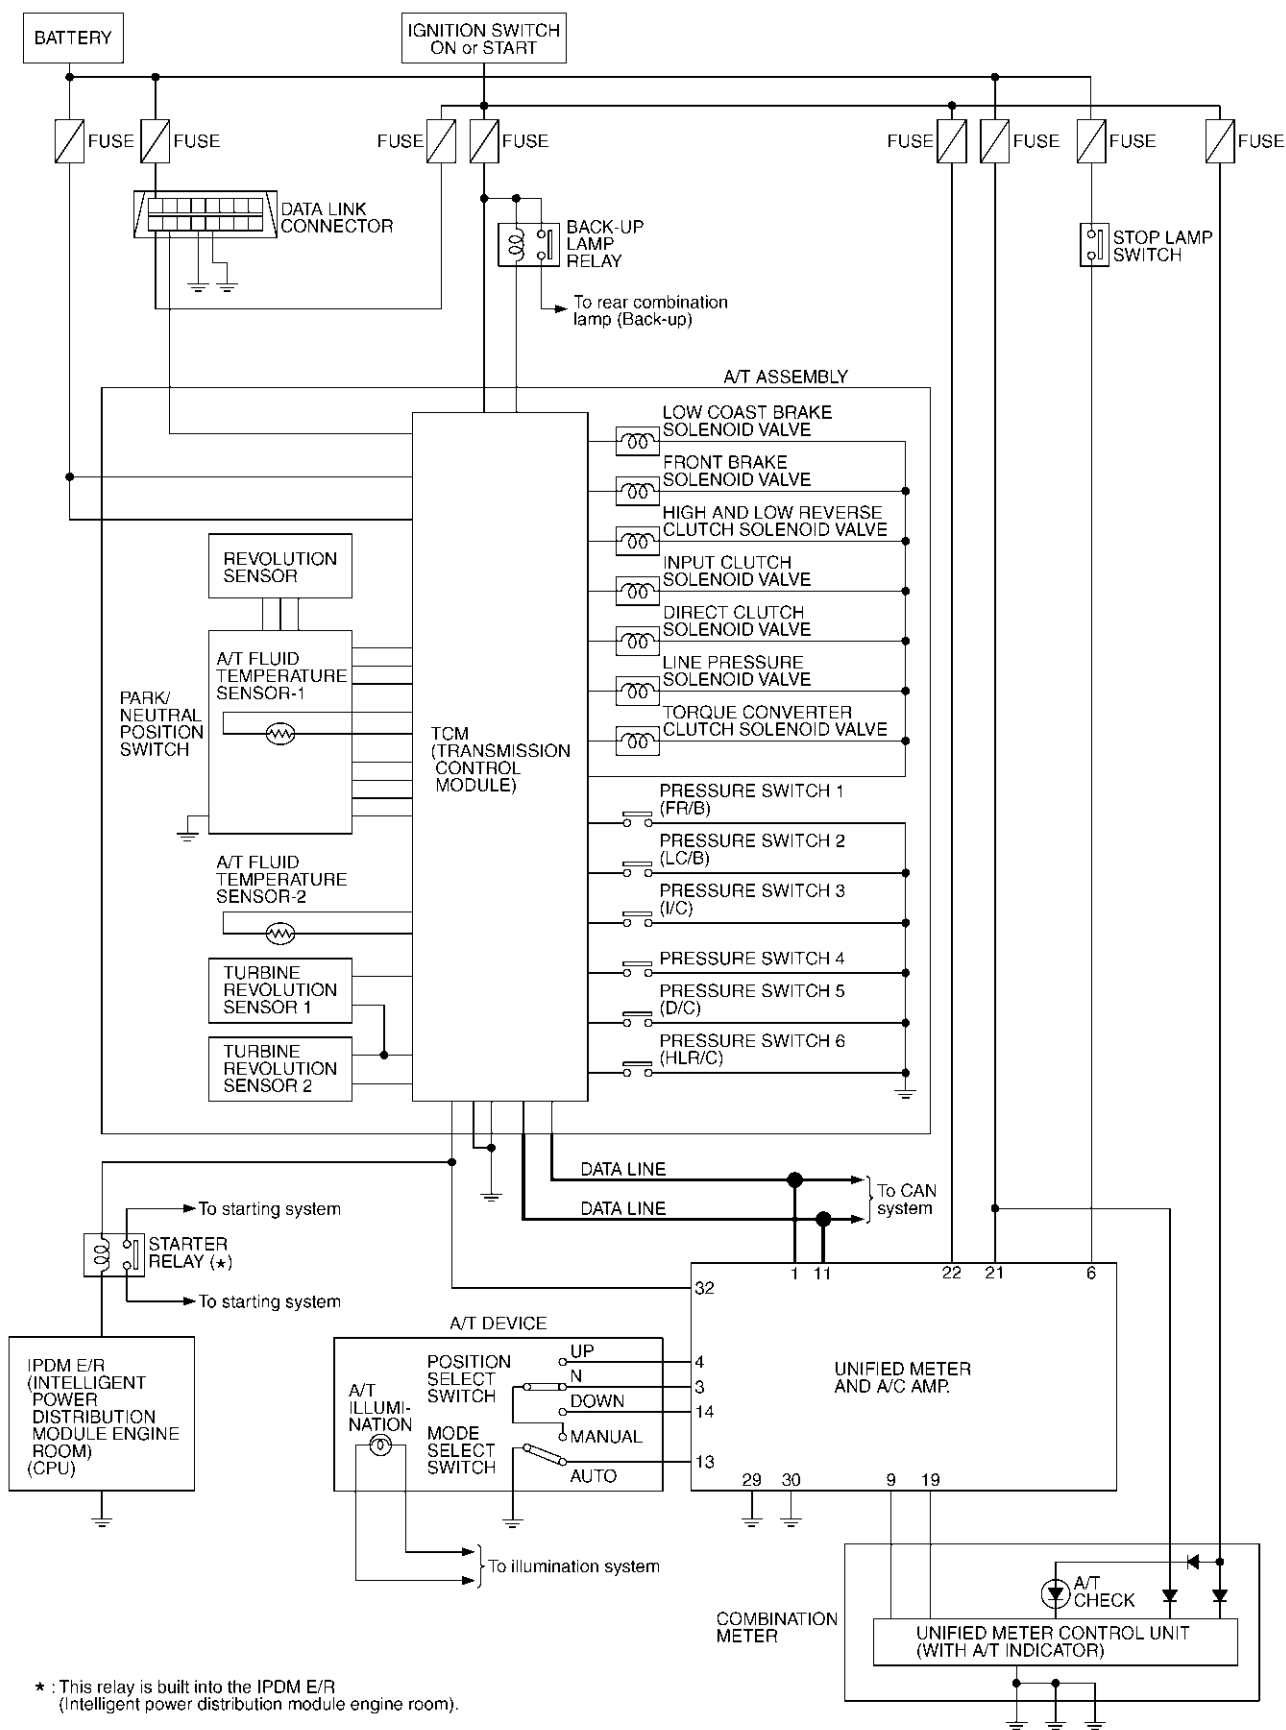 BATTERY
IGNITION SWITCH
ON or START
FUSE
FUSE
FUSE
FUSE
FUSE
FUSE
FUSE
FUSE
DATA LINK
CONNECTOR
BACK-UP
LAMP
RELAY
STOP LAMP
SWITCH
To rear combination
lamp (Back-up)
A/T ASSEMBLY
LOW COAST BRAKE
SOLENOID VALVE
FRONT BRAKE
SOLENOID VALVE
HIGH AND LOW REVERSE
CLUTCH SOLENOID VALVE
INPUT CLUTCH
SOLENOID VALVE
DIRECT CLUTCH
SOLENOID VALVE
LINE PRESSURE
SOLENOID VALVE
TORQUE CONVERTER
CLUTCH SOLENOID VALVE
REVOLUTION
SENSOR
A/T FLUID
TEMPERATURE
SENSOR-1
PARK/
NEUTRAL
POSITION
SWITCH
TCM
(TRANSMISSION
CONTROL
MODULE)
PRESSURE SWITCH 1
(FR/B)
PRESSURE SWITCH 2
(LC/B)
PRESSURE SWITCH 3
(I/C)
PRESSURE SWITCH 4
PRESSURE SWITCH 5
(D/C)
PRESSURE SWITCH 6
(HLR/C)
A/T FLUID
TEMPERATURE
SENSOR-2
TURBINE
REVOLUTION
SENSOR 1
TURBINE
REVOLUTION
SENSOR 2
DATA LINE
DATA LINE
To CAN
system
To starting system
STARTER
RELAY (★)
To starting system
1 11 22 21 6
32
4
3
14
13
29 30 9 19
UNIFIED METER
AND A/C AMP.
A/T DEVICE
POSITION
SELECT
SWITCH
UP
N
DOWN
A/T
ILLUMI-
NATION
MODE
SELECT
SWITCH
MANUAL
AUTO
IPDM E/R
(INTELLIGENT
POWER
DISTRIBUTION
MODULE ENGINE
ROOM)
(CPU)
To illumination system
A/T
CHECK
COMBINATION
METER
UNIFIED METER CONTROL UNIT
(WITH A/T INDICATOR)
★ : This relay is built into the IPDM E/R
(Intelligent power distribution module engine room).